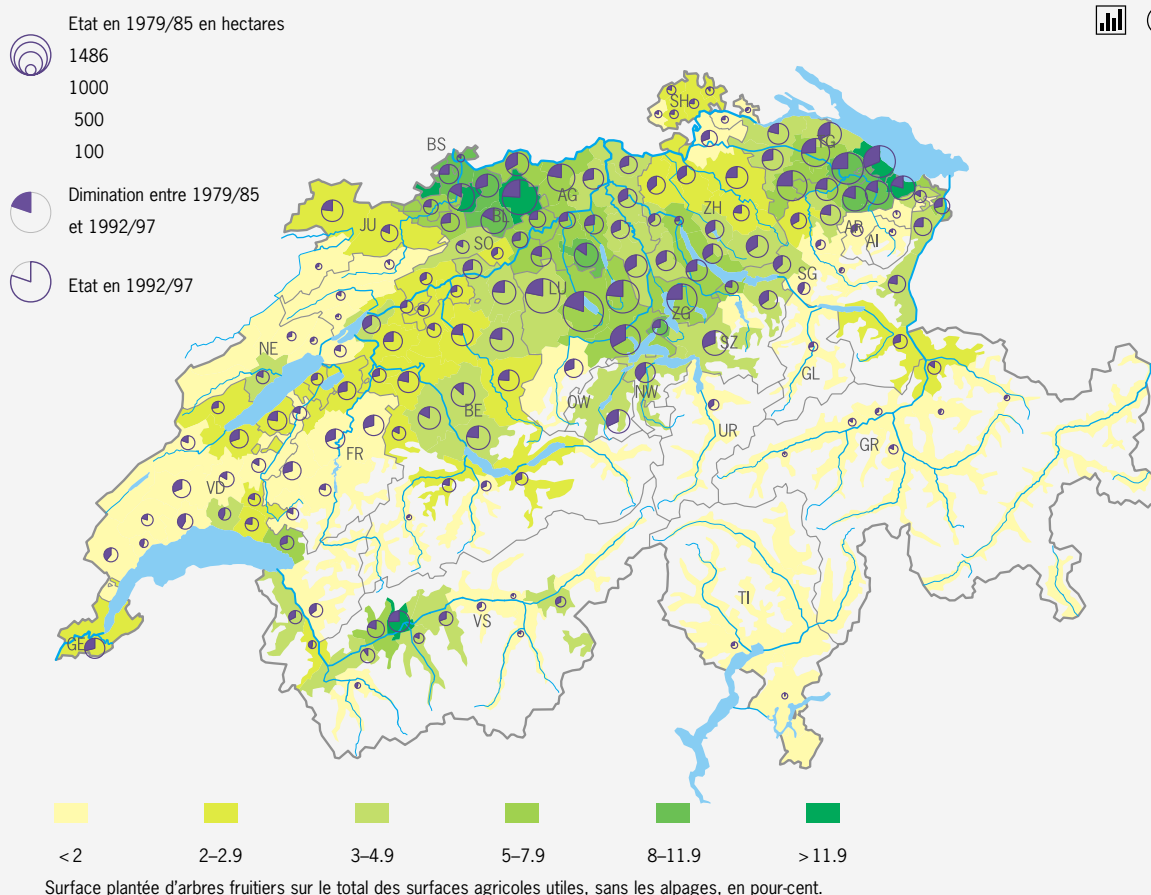 Etat en 1979/85 en hectares
1486
1000
500
100
Dimination entre 1979/85
et 1992/97
Etat en 1992/97
SH
BS
TG
AG
BL
ZH
JU
AR
AI
SO
SG
LU
ZG
NE
SZ
GL
OW
NW
BE
UR
FR
GR
VD
TI
VS
GE
<2
2–2.9
3–4.9
5–7.9
8–11.9
>11.9
Surface plantée d'arbres fruitiers sur le total des surfaces agricoles utiles, sans les alpages, en pour-cent.